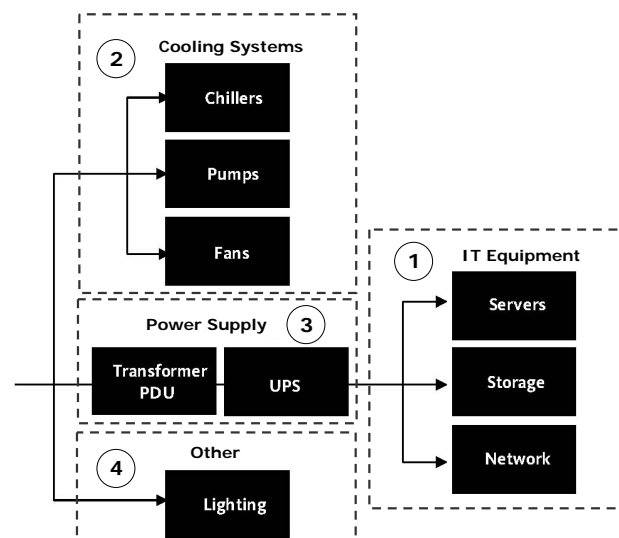 2
Cooling Systems
Chillers
Pumps
Fans
1
IT Equipment
Servers
Storage
Network
Power Supply
3
Transformer
PDU
UPS
4
Other
Lighting